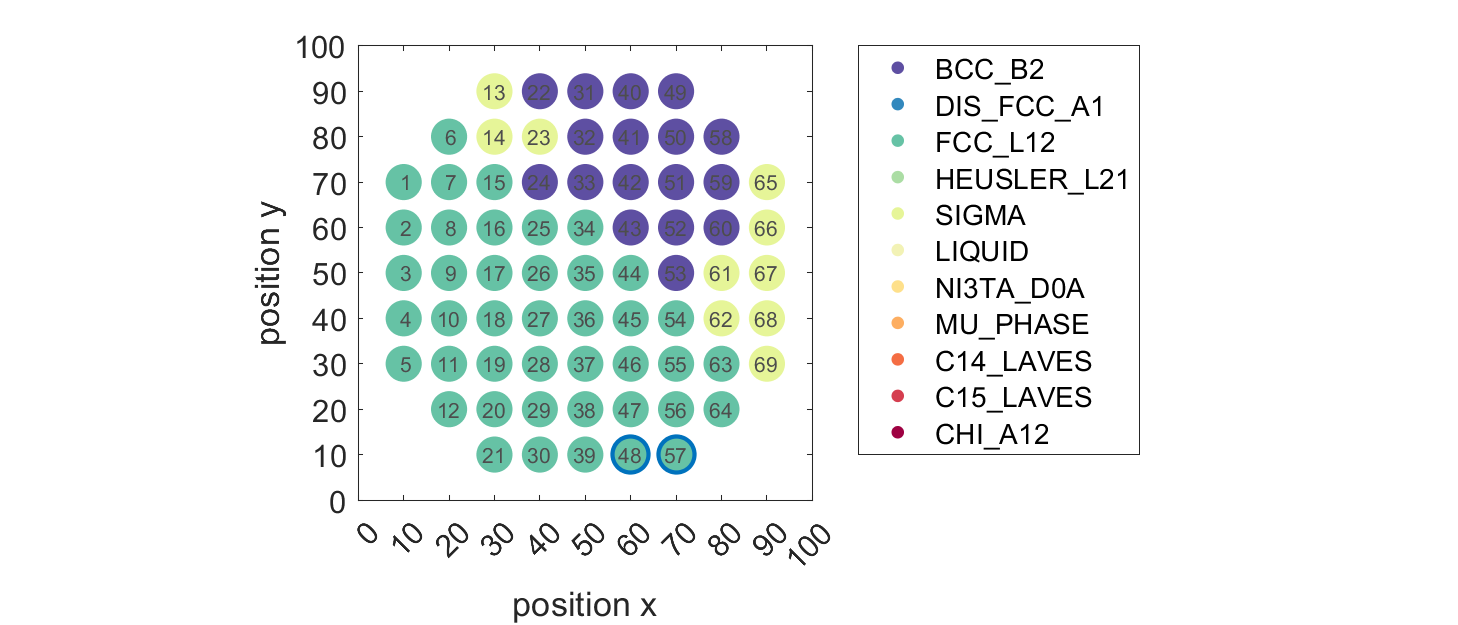 100
90 13 22 31 40 49
80 6 14 23 32 41 50 58
70 1 7 15 24 33 42 51 59 65
60 2 8 16 25 34 43 52 60 66
50 3 9 17 26 35 44 53 61 67
40 4 10 18 27 36 45 54 62 68
30 5 11 19 28 37 46 55 63 69
20 12 20 29 38 47 56 64
10 21 30 39 48 57
0
0 10 20 30 40 50 60 70 80 90 100
position x
position y
BCC_B2
DIS_FCC_A1
FCC_L12
HEUSLER_L21
SIGMA
LIQUID
NI3TA_D0A
MU_PHASE
C14_LAVES
C15_LAVES
CHI_A12